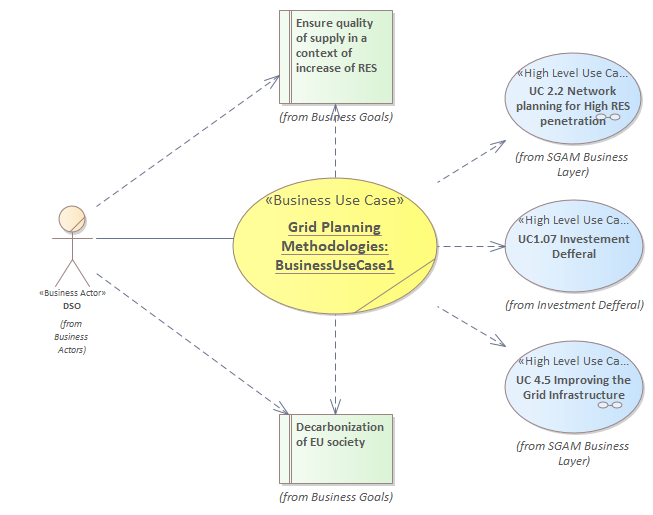 Ensure quality
of supply in a
context of
increase of RES
(from Business Goals)
«High Level Use Ca...
UC 2.2 Network
planning for High RES
penetration
(from SGAM Business
Layer)
«Business Use Case»
Grid Planning
Methodologies:
BusinessUseCase1
«High Level Use Ca...
UC1.07 Investement
Defferal
(from Investment Defferal)
«Business Actor»
DSO
(from
Business
Actors)
«High Level Use Ca...
UC 4.5 Improving the
Grid Infrastructure
(from SGAM Business
Layer)
Decarbonization
of EU society
(from Business Goals)